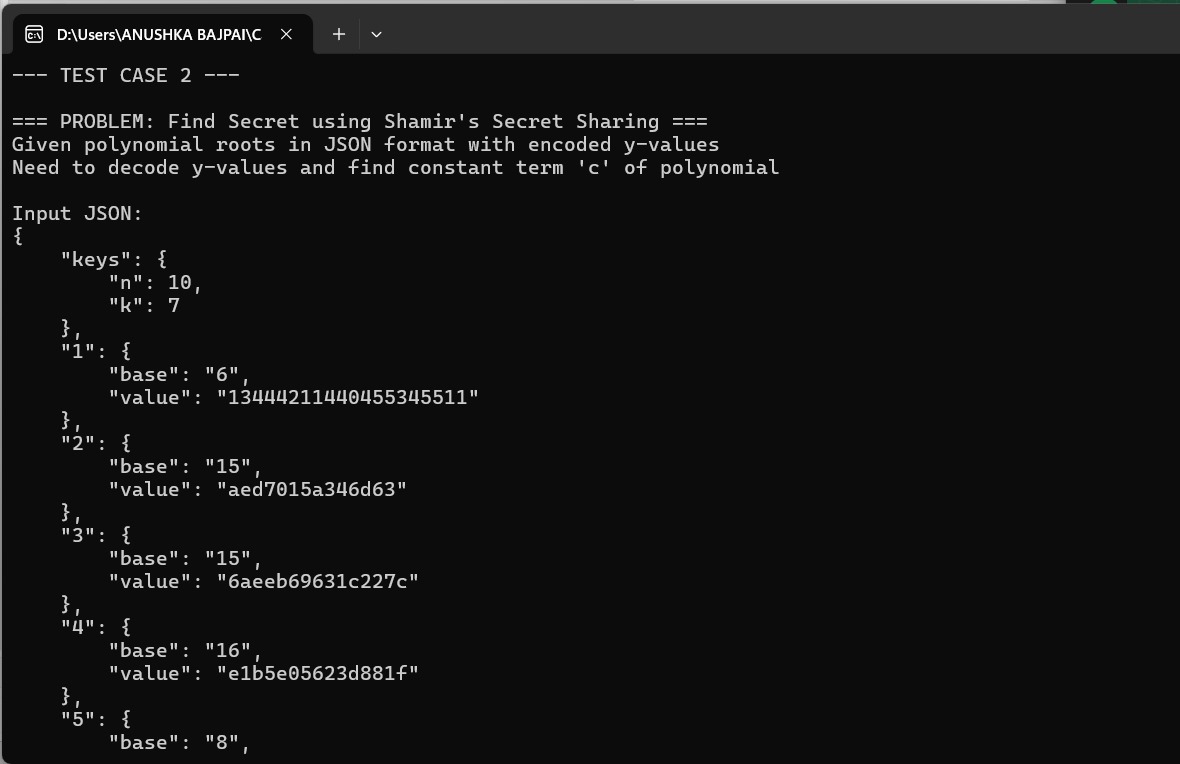 D:\Users\ANUSHKA BAJPAI\C
--- TEST CASE 2 ---
=== PROBLEM: Find Secret using Shamir's Secret Sharing ===
Given polynomial roots in JSON format with encoded y-values
Need to decode y-values and find constant term 'c' of polynomial
Input JSON:
{
    "keys": {
        "n": 10,
        "k": 7
    },
    "1": {
        "base": "6",
        "value": "13444211440455345511"
    },
    "2": {
        "base": "15",
        "value": "aed7015a346d63"
    },
    "3": {
        "base": "15",
        "value": "6aeeb69631c227c"
    },
    "4": {
        "base": "16",
        "value": "e1b5e05623d881f"
    },
    "5": {
        "base": "8",